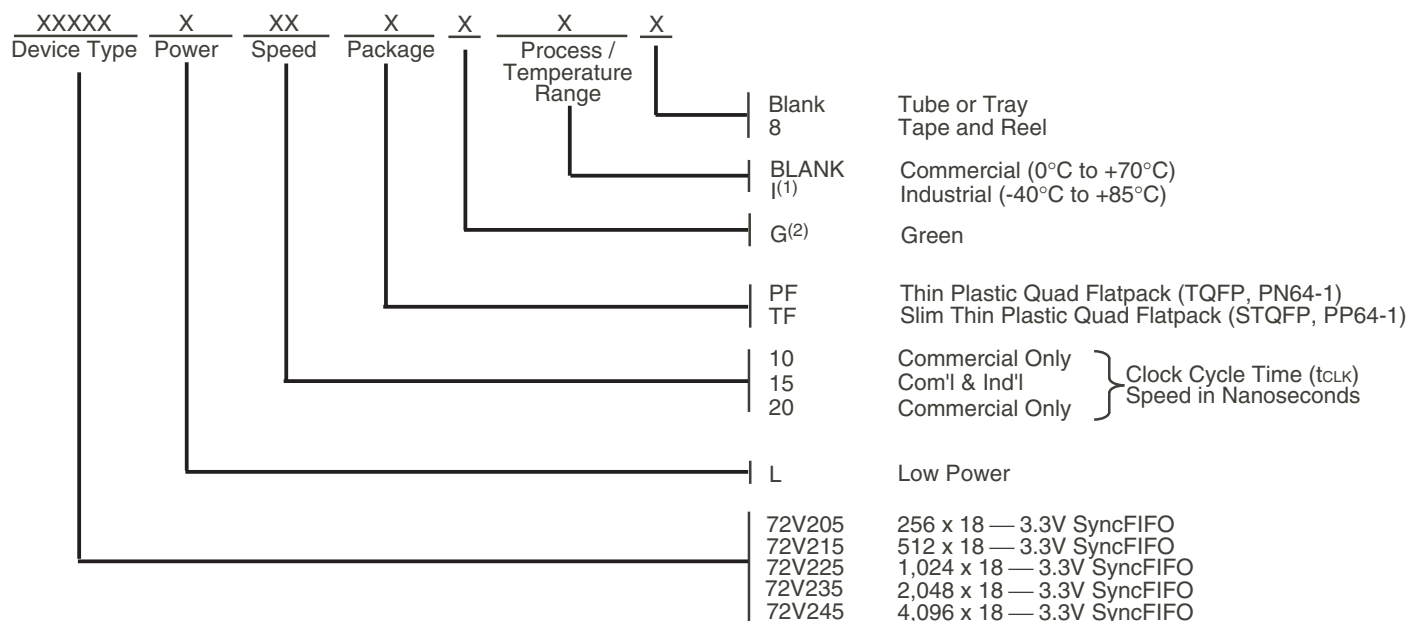 XXXXX X XX X X X X
Device Type Power Speed Package Process /
Temperature
Range
Blank Tube or Tray
8 Tape and Reel
BLANK Commercial (0°C to +70°C)
I(1) Industrial (-40°C to +85°C)
G(2) Green
PF Thin Plastic Quad Flatpack (TQFP, PN64-1)
TF Slim Thin Plastic Quad Flatpack (STQFP, PP64-1)
10 Commercial Only
15 Com'l & Ind'l
20 Commercial Only
Clock Cycle Time (tCLK)
Speed in Nanoseconds
L Low Power
72V205 256 x 18 — 3.3V SyncFIFO
72V215 512 x 18 — 3.3V SyncFIFO
72V225 1,024 x 18 — 3.3V SyncFIFO
72V235 2,048 x 18 — 3.3V SyncFIFO
72V245 4,096 x 18 — 3.3V SyncFIFO